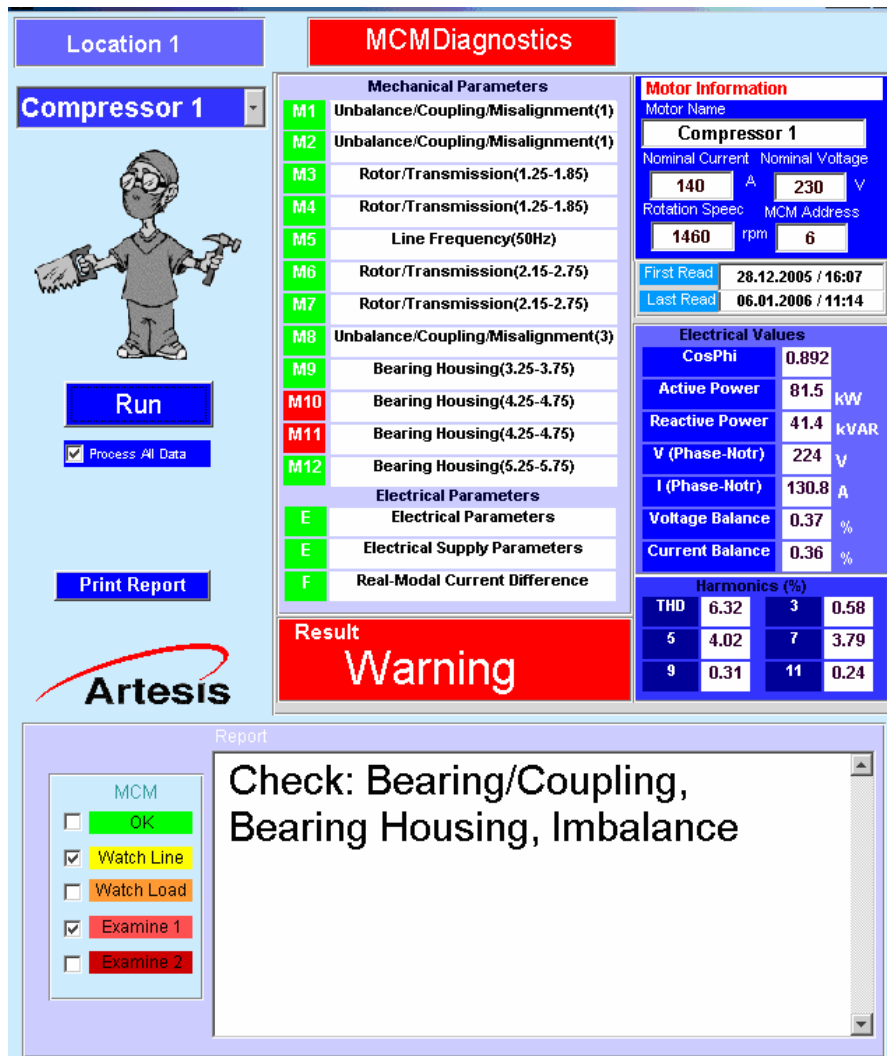 Location 1
MCMDiagnostics
Compressor 1
Run
Process All Data
Print Report
Artesis
Mechanical Parameters
M1 Unbalance/Coupling/Misalignment(1)
M2 Unbalance/Coupling/Misalignment(1)
M3 Rotor/Transmission(1.25-1.85)
M4 Rotor/Transmission(1.25-1.85)
M5 Line Frequency(50Hz)
M6 Rotor/Transmission(2.15-2.75)
M7 Rotor/Transmission(2.15-2.75)
M8 Unbalance/Coupling/Misalignment(3)
M9 Bearing Housing(3.25-3.75)
M10 Bearing Housing(4.25-4.75)
M11 Bearing Housing(4.25-4.75)
M12 Bearing Housing(5.25-5.75)
Electrical Parameters
E Electrical Parameters
E Electrical Supply Parameters
F Real-Modal Current Difference
Result
Warning
Motor Information
Motor Name
Compressor 1
Nominal Current Nominal Voltage
140 A 230 V
Rotation Speec MCM Address
1460 rpm 6
First Read 28.12.2005 / 16:07
Last Read 06.01.2006 / 11:14
Electrical Values
CosPhi 0.892
Active Power 81.5 kW
Reactive Power 41.4 kVAR
V (Phase-Notr) 224 V
I (Phase-Notr) 130.8 A
Voltage Balance 0.37 %
Current Balance 0.36 %
Harmonics (%)
THD 6.32 3 0.58
5 4.02 7 3.79
9 0.31 11 0.24
Report
MCM
OK
Watch Line
Watch Load
Examine 1
Examine 2
Check: Bearing/Coupling,
Bearing Housing, Imbalance